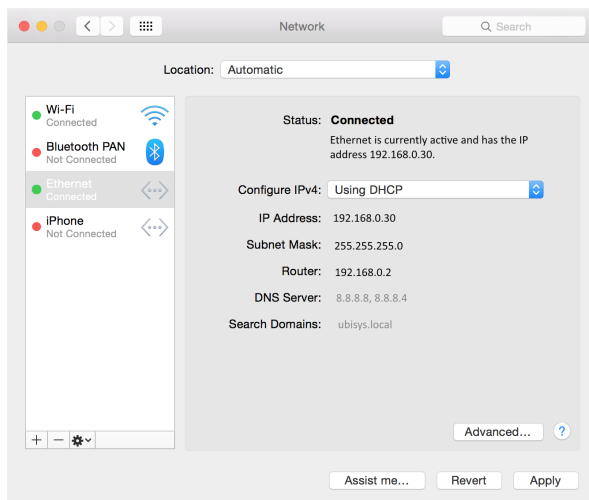 Network
Search
Location: Automatic
Wi-Fi
Connected
Bluetooth PAN
Not Connected
Ethernet
Connected
iPhone
Not Connected
Status: Connected
Ethernet is currently active and has the IP
address 192.168.0.30.
Configure IPv4: Using DHCP
IP Address: 192.168.0.30
Subnet Mask: 255.255.255.0
Router: 192.168.0.2
DNS Server: 8.8.8.8, 8.8.8.4
Search Domains: ubisys.local
Advanced... ?
Assist me... Revert Apply